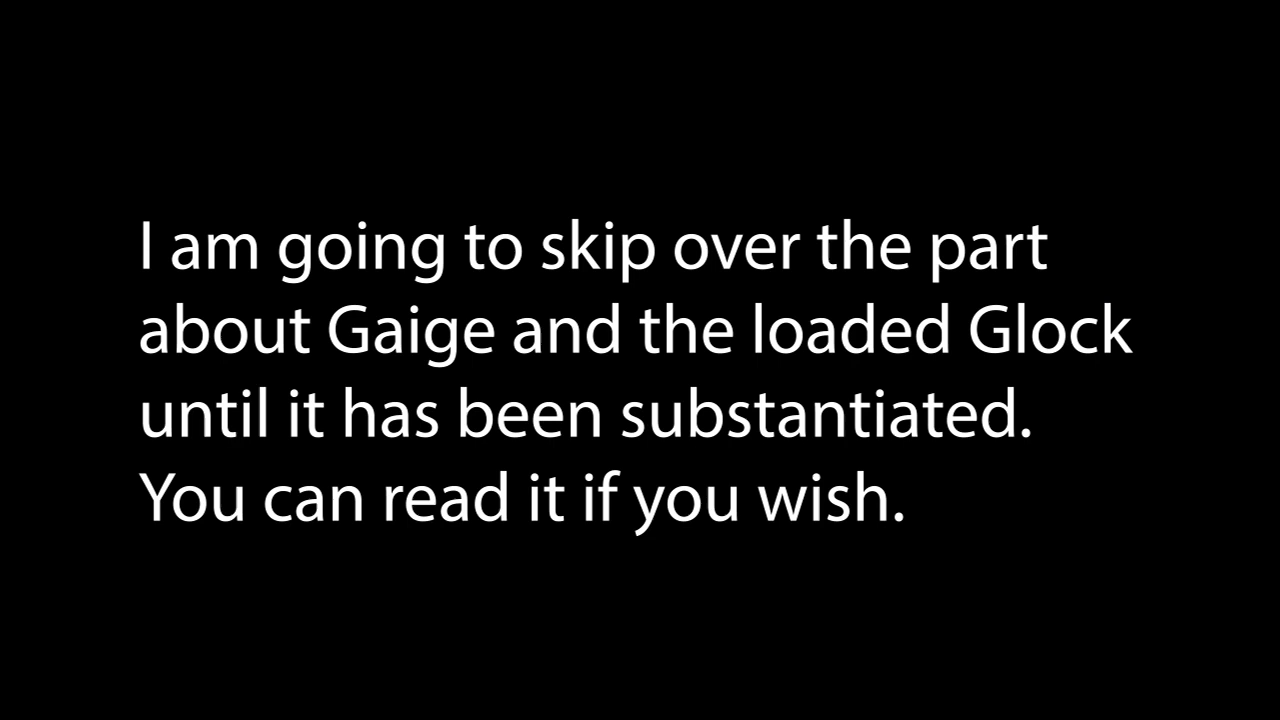 I am going to skip over the part
about Gaige and the loaded Glock
until it has been substantiated.
You can read it if you wish.